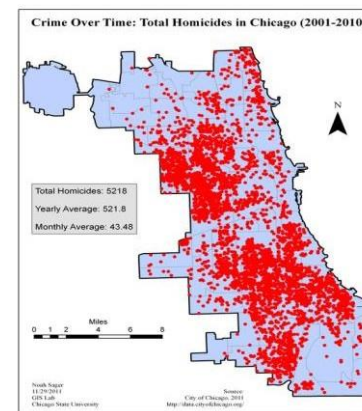 Crime Over Time: Total Homicides in Chicago (2001-2010
N
Total Homicides: 5218
Yearly Average: 521.8
Monthly Average: 43.48
Miles
0 2 4 6 8
Noah Sager
11/29/2011
GIS Lab
Chicago State University
Source:
City of Chicago, 2011
http://data.cityofchicago.org/